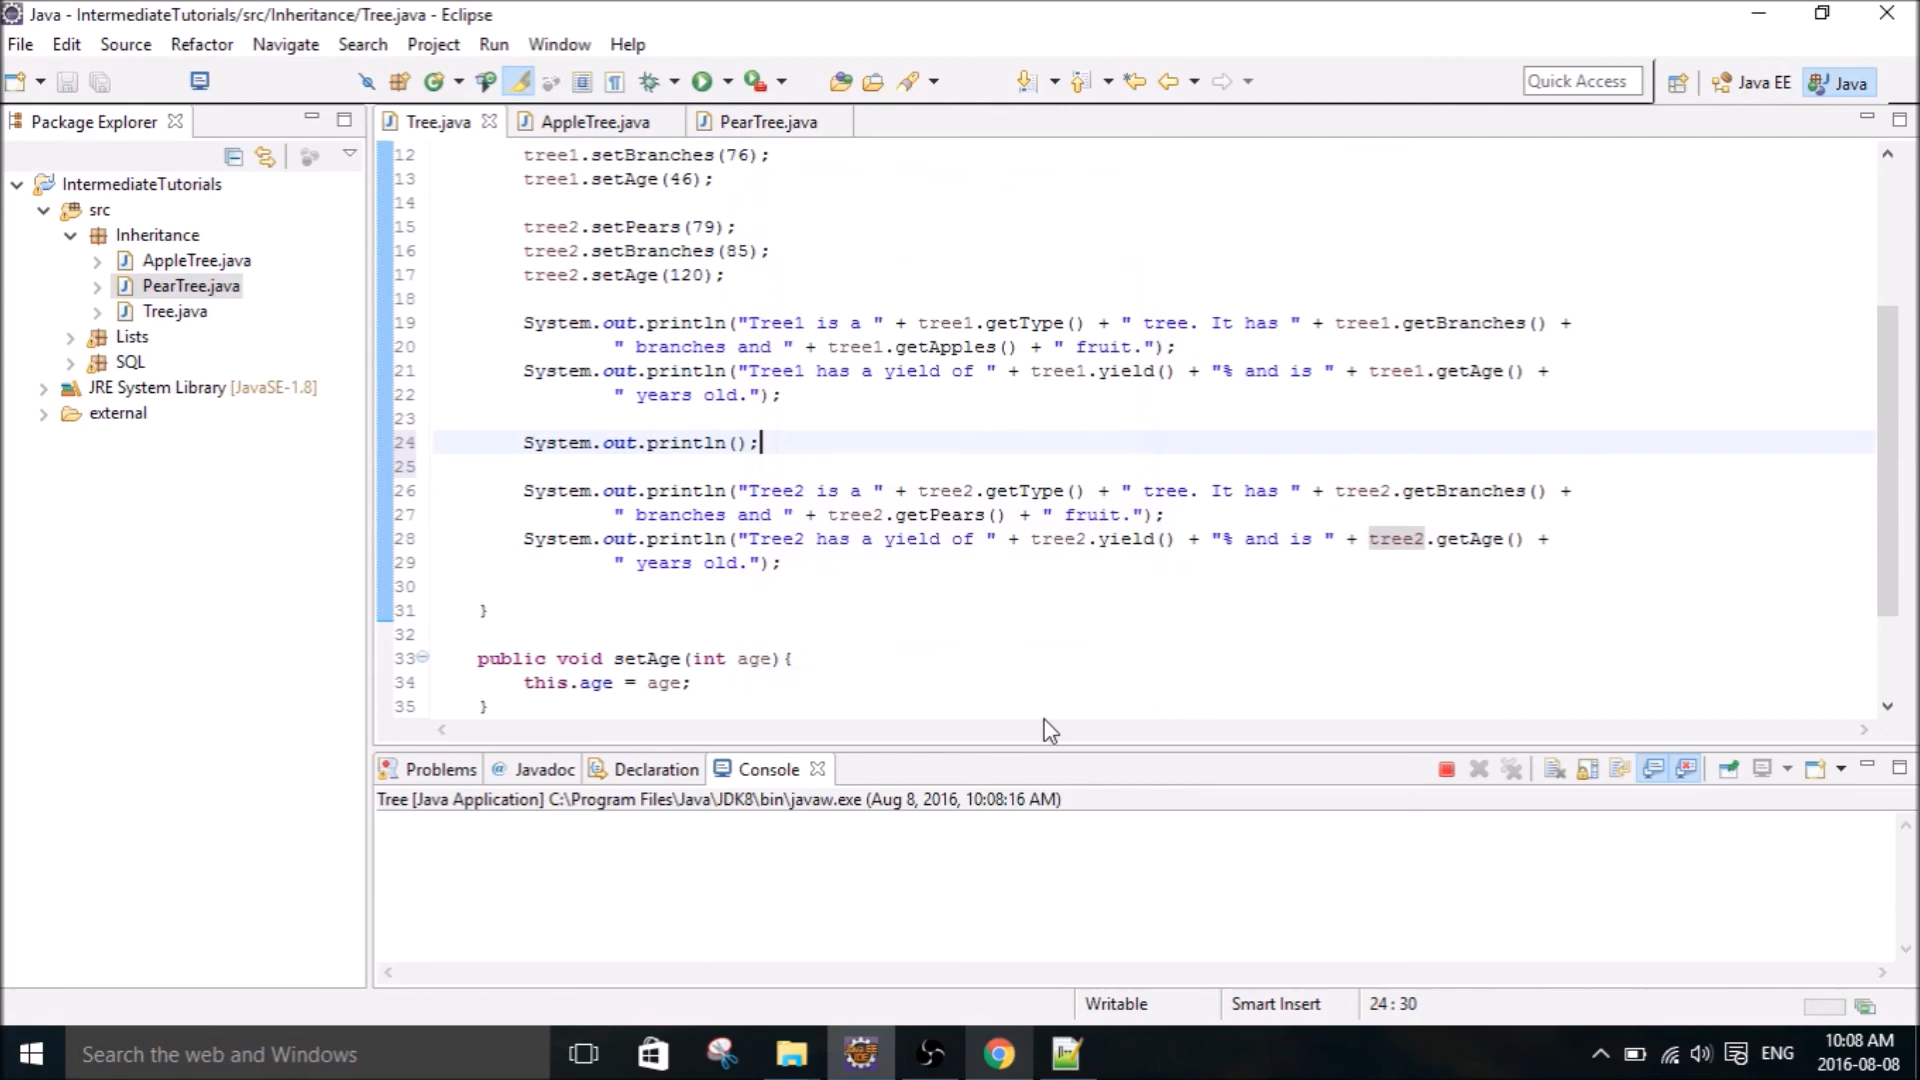 Java - IntermediateTutorials/src/Inheritance/Tree.java - Eclipse
File Edit Source Refactor Navigate Search Project Run Window Help
Quick Access
Java EE
Java
Package Explorer
Tree.java
AppleTree.java
PearTree.java
IntermediateTutorials
src
Inheritance
AppleTree.java
PearTree.java
Tree.java
Lists
SQL
JRE System Library [JavaSE-1.8]
external
12 tree1.setBranches(76);
13 tree1.setAge(46);
14
15 tree2.setPears(79);
16 tree2.setBranches(85);
17 tree2.setAge(120);
18
19 System.out.println("Tree1 is a " + tree1.getType() + " tree. It has " + tree1.getBranches() +
20 " branches and " + tree1.getApples() + " fruit.");
21 System.out.println("Tree1 has a yield of " + tree1.yield() + "% and is " + tree1.getAge() +
22 " years old.");
23
24 System.out.println();
25
26 System.out.println("Tree2 is a " + tree2.getType() + " tree. It has " + tree2.getBranches() +
27 " branches and " + tree2.getPears() + " fruit.");
28 System.out.println("Tree2 has a yield of " + tree2.yield() + "% and is " + tree2.getAge() +
29 " years old.");
30
31 }
32
33 public void setAge(int age){
34 this.age = age;
35 }
Problems
@ Javadoc
Declaration
Console
Tree [Java Application] C:\Program Files\Java\JDK8\bin\javaw.exe (Aug 8, 2016, 10:08:16 AM)
Writable
Smart Insert
24 : 30
Search the web and Windows
ENG
10:08 AM
2016-08-08